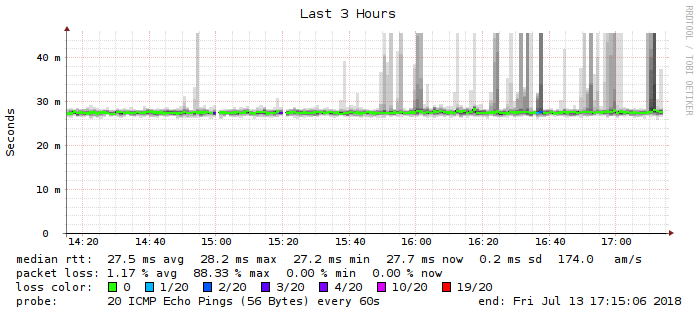 Last 3 Hours
RRDTOOL / TOBI OETIKER
Seconds
40 m
30 m
20 m
10 m
0
14:20 14:40 15:00 15:20 15:40 16:00 16:20 16:40 17:00
median rtt: 27.5 ms avg 28.2 ms max 27.2 ms min 27.7 ms now 0.2 ms sd 174.0 am/s
packet loss: 1.17 % avg 88.33 % max 0.00 % min 0.00 % now
loss color: 0 1/20 2/20 3/20 4/20 10/20 19/20
probe: 20 ICMP Echo Pings (56 Bytes) every 60s end: Fri Jul 13 17:15:06 2018